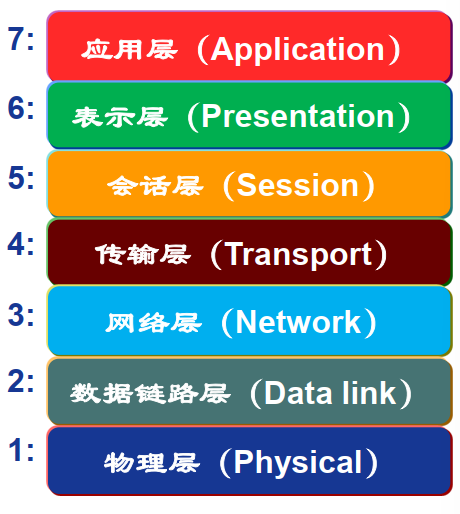 7: 应用层（Application）
6: 表示层（Presentation）
5: 会话层（Session）
4: 传输层（Transport）
3: 网络层（Network）
2: 数据链路层（Data link）
1: 物理层（Physical）